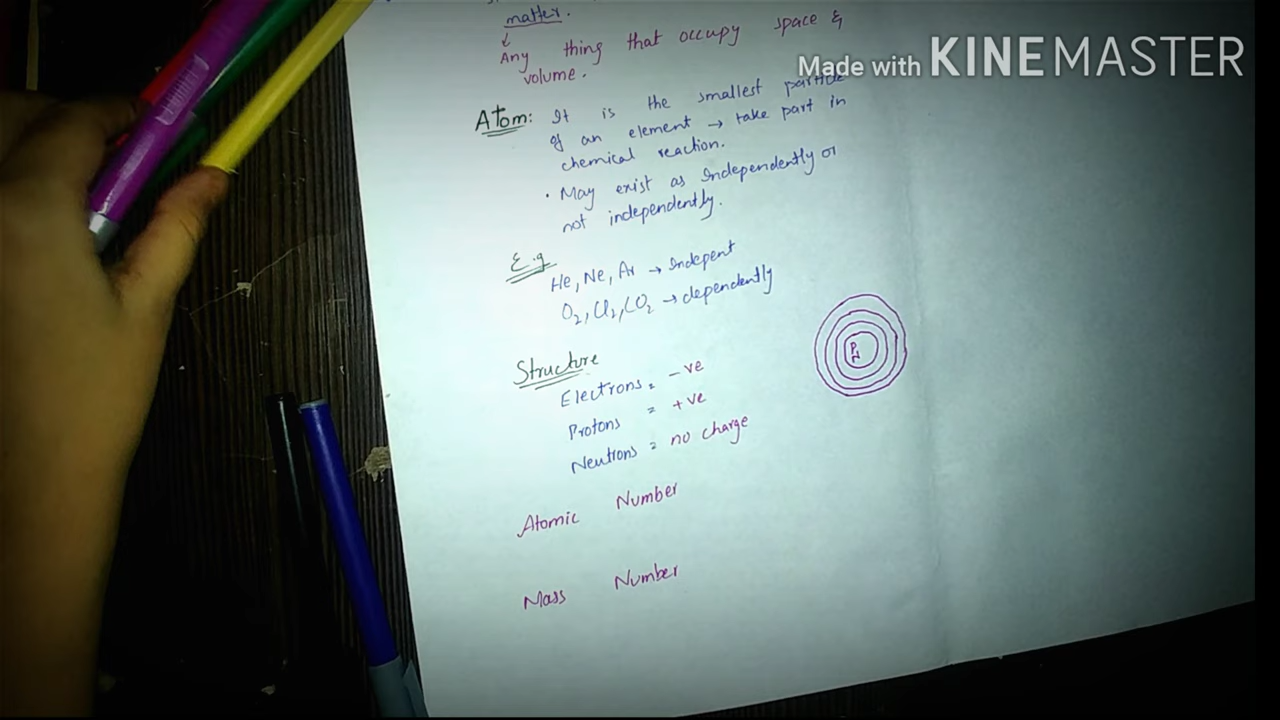 matter.
Made with KINEMASTER
Any thing that occupy space &
volume.
Atom: It is the smallest particle
of an element → take part in
chemical reaction.
• May exist as Independently or
not independently.
E.g
He, Ne, Ar → Indepent
O2, Cl2, CO2 → dependently
Structure
Electrons = -ve
Protons = +ve
Neutrons = no charge
P
N
Atomic Number
Mass Number